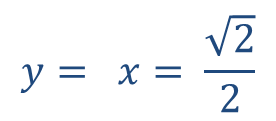 y = x = √2/2